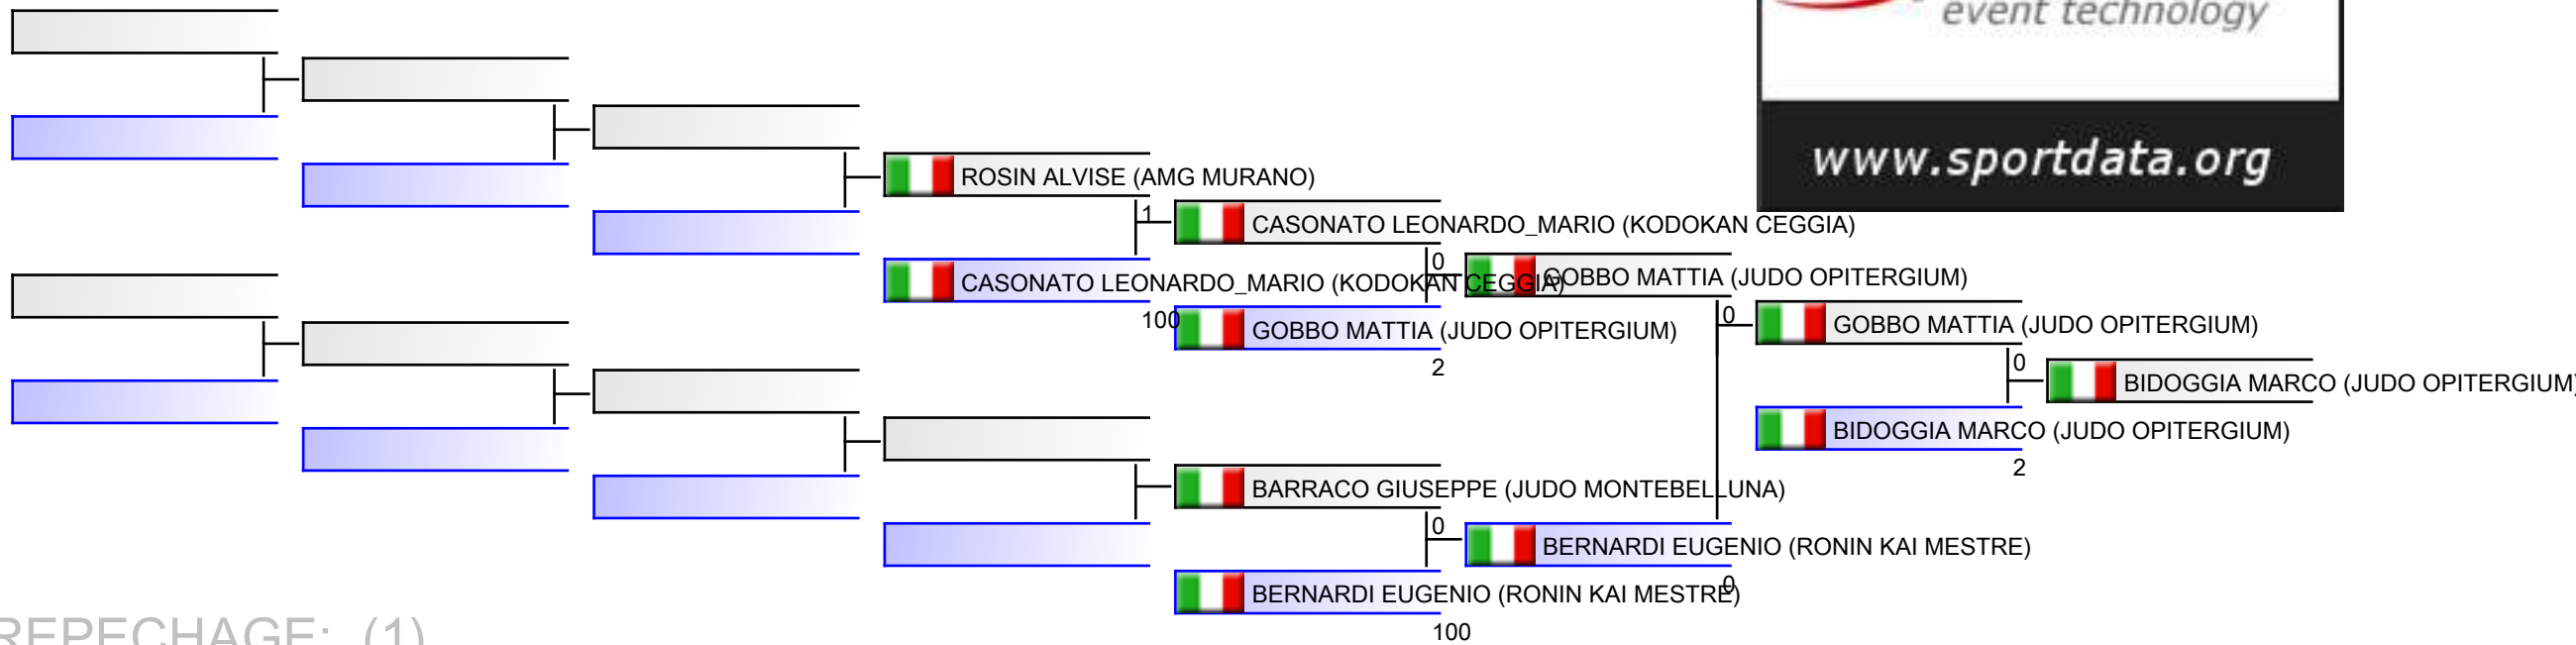 event technology
www.sportdata.org
ROSIN ALVISE (AMG MURANO)
1
CASONATO LEONARDO_MARIO (KODOKAN CEGGIA)
0
CASONATO LEONARDO_MARIO (KODOKAN CEGGIA)
100
GOBBO MATTIA (JUDO OPITERGIUM)
0
GOBBO MATTIA (JUDO OPITERGIUM)
2
GOBBO MATTIA (JUDO OPITERGIUM)
0
BIDOGGIA MARCO (JUDO OPITERGIUM)
BIDOGGIA MARCO (JUDO OPITERGIUM)
2
BARRACO GIUSEPPE (JUDO MONTEBELLUNA)
0
BERNARDI EUGENIO (RONIN KAI MESTRE)
0
BERNARDI EUGENIO (RONIN KAI MESTRE)
100
REPECHAGE: (1)